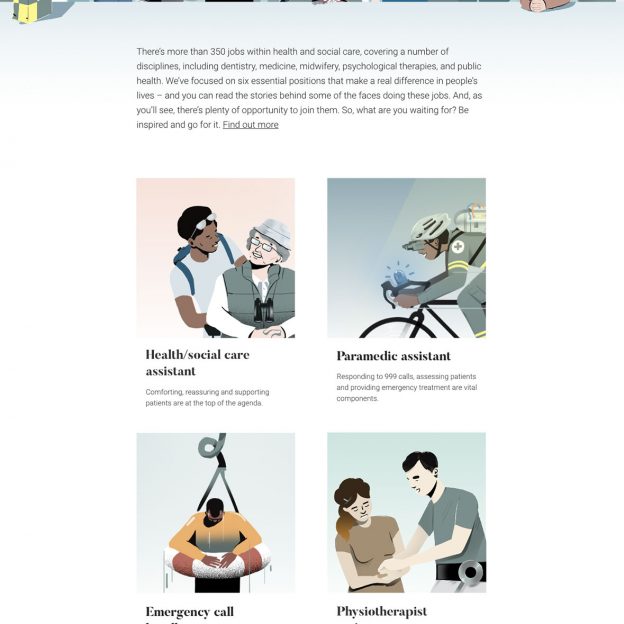 There's more than 350 jobs within health and social care, covering a number of
disciplines, including dentistry, medicine, midwifery, psychological therapies, and public
health. We've focused on six essential positions that make a real difference in people's
lives – and you can read the stories behind some of the faces doing these jobs. And, as
you'll see, there's plenty of opportunity to join them. So, what are you waiting for? Be
inspired and go for it. Find out more
Health/social care
assistant
Comforting, reassuring and supporting
patients are at the top of the agenda.
Paramedic assistant
Responding to 999 calls, assessing patients
and providing emergency treatment are vital
components.
Emergency call
Physiotherapist